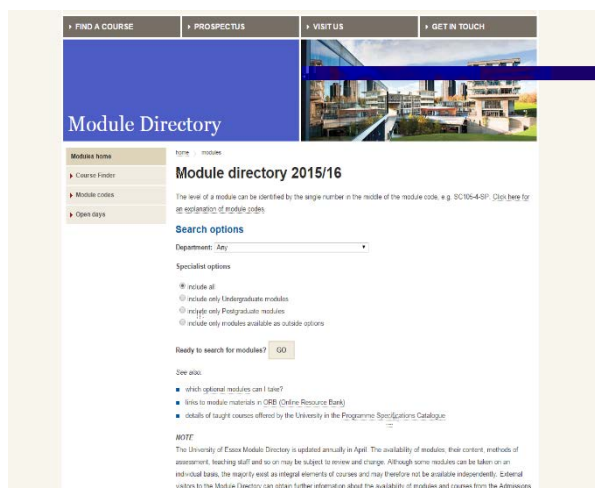 FIND A COURSE
PROSPECTUS
VISIT US
GET IN TOUCH
Module Directory
Modules home
Course Finder
Module codes
Open days
home modules
Module directory 2015/16
The level of a module can be identified by the single number in the middle of the module code, e.g. SC105-4-SP. Click here for
an explanation of module codes.
Search options
Department: Any
Specialist options
include all
include only Undergraduate modules
include only Postgraduate modules
include only modules available as outside options
Ready to search for modules? GO
See also:
which optional modules can I take?
links to module materials in ORB (Online Resource Bank)
details of taught courses offered by the University in the Programme Specifications Catalogue
NOTE
The University of Essex Module Directory is updated annually in April. The availability of modules, their content, methods of
assessment, teaching staff and so on may be subject to review and change. Although some modules can be taken on an
individual basis, the majority exist as integral elements of courses and may therefore not be available independently. External
visitors to the Module Directory can obtain further information about the availability of modules and courses from the Admissions